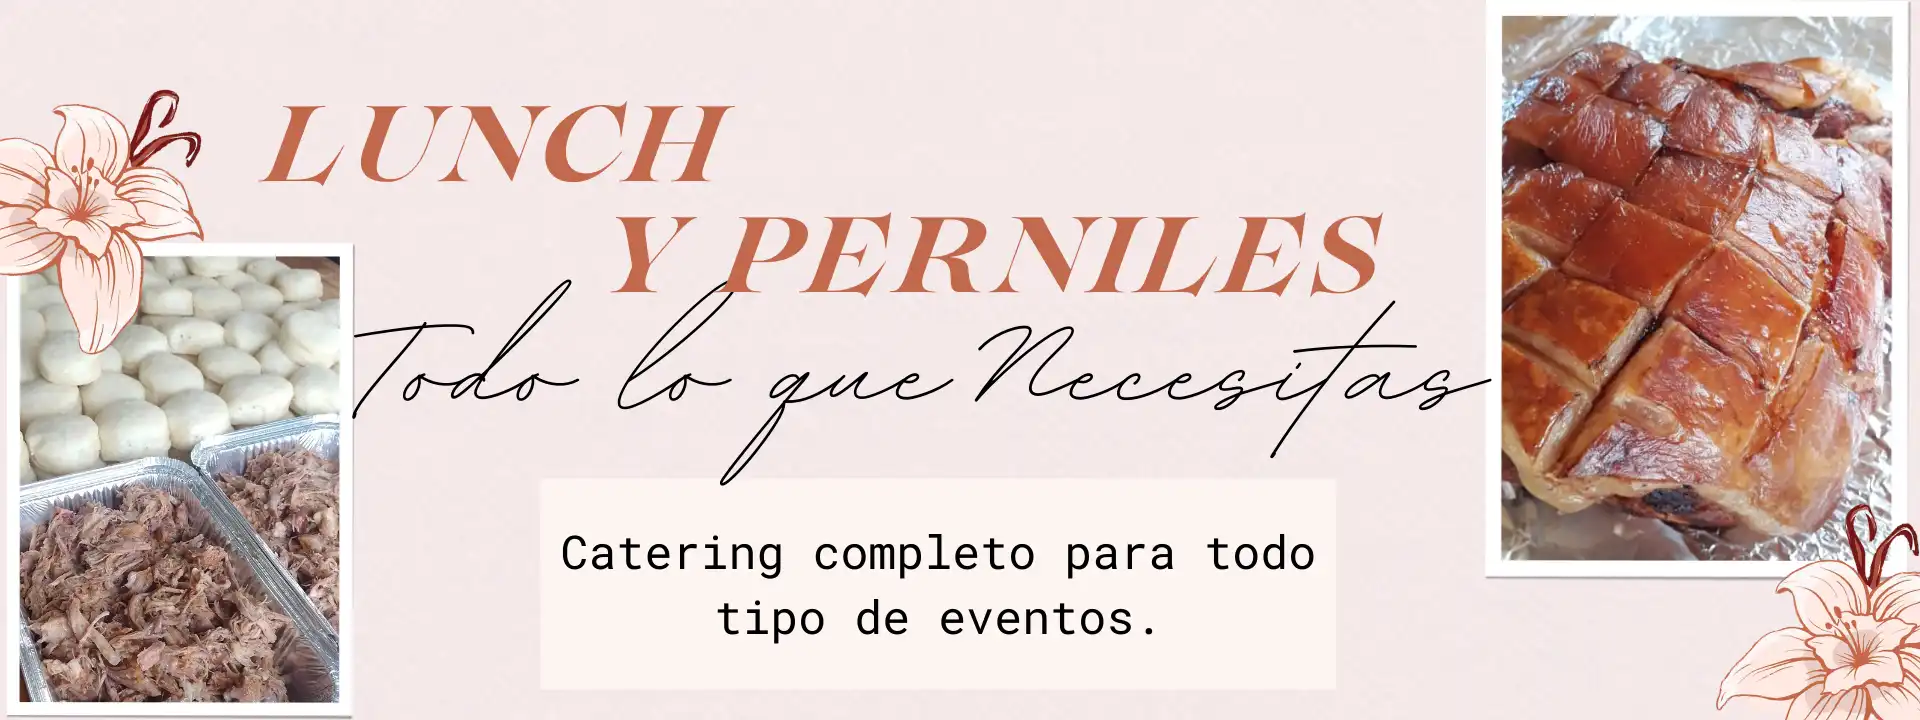 LUNCH
Y PERNILES
Todo lo que Necesitas
Catering completo para todo
tipo de eventos.